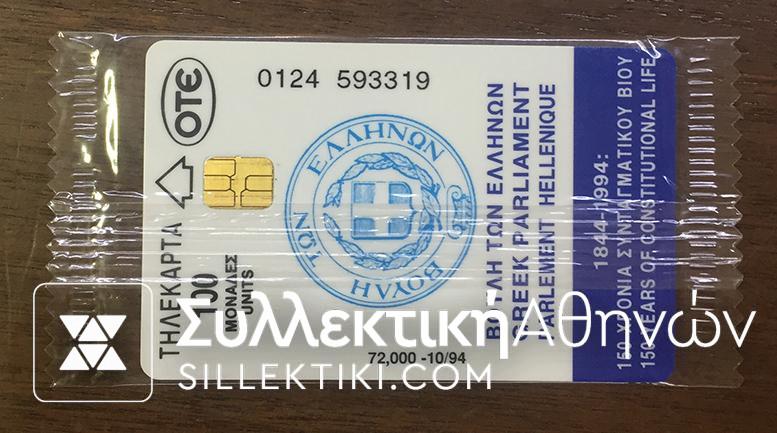 OTE
0124 593319
ΤΗΛΕΚΑΡΤΑ
100
ΜΟΝΑΔΕΣ
UNITS
ΒΟΥΛΗ ΤΩΝ ΕΛΛΗΝΩΝ
ΒΟΥΛΗ ΤΩΝ ΕΛΛΗΝΩΝ
GREEK PARLIAMENT
PARLEMENT HELLENIQUE
1844-1994:
150 ΧΡΟΝΙΑ ΣΥΝΤΑΓΜΑΤΙΚΟΥ ΒΙΟΥ
150 YEARS OF CONSTITUTIONAL LIFE
72,000 -10/94
ΣυλλεκτικήΑθηνών
SILLEKTIKI.COM